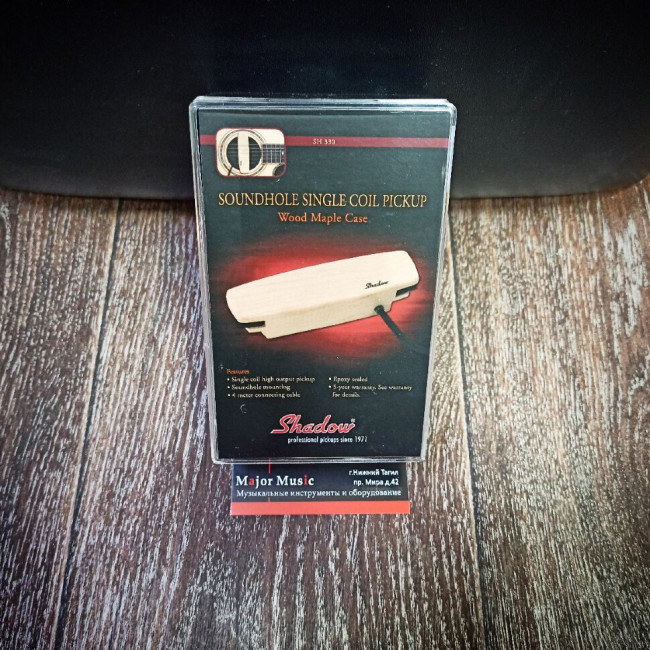 SH 330
SOUNDHOLE SINGLE COIL PICKUP
Wood Maple Case
Shadow
Features
• Single coil high output pickup
• Soundhole mounting
• 4 meter connecting cable
• Epoxy sealed
• 5-year warranty. See warranty
for details.
Shadow®
professional pickups since 1971
Major Music
Музыкальные инструменты и оборудование
г.Нижний Тагил
пр. Мира д.42